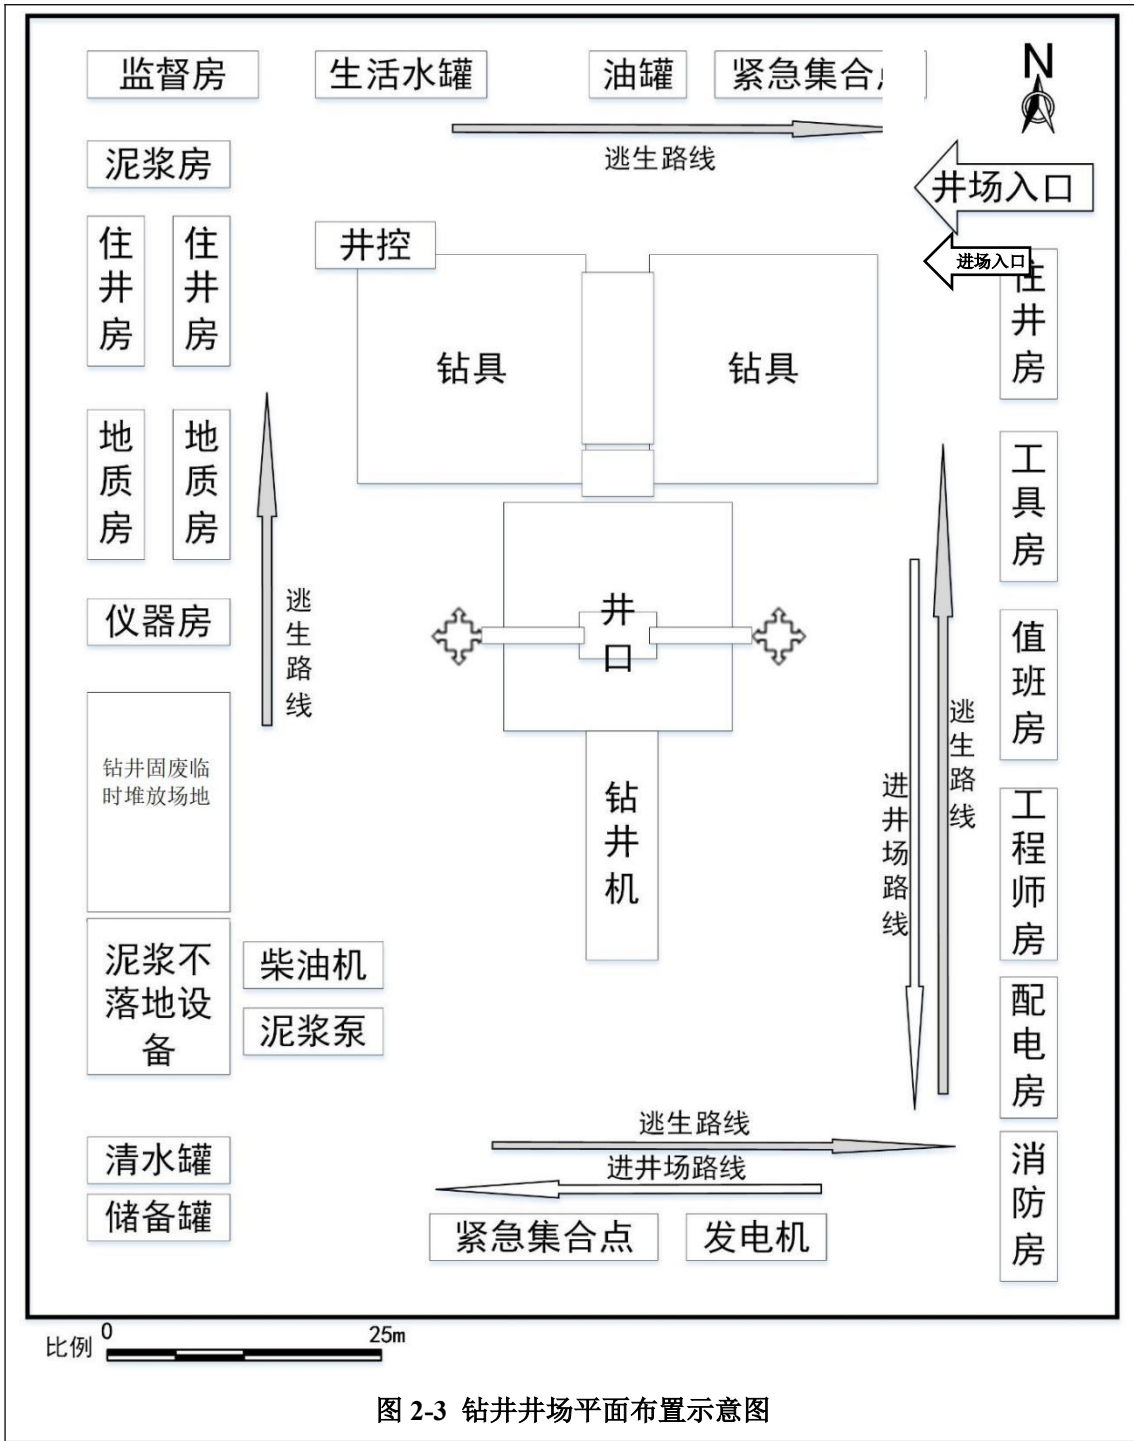 监督房
生活水罐
油罐
紧急集合
N
逃生路线
泥浆房
井场入口
住井房
住井房
井控
进场入口
住井房
钻具
钻具
地质房
地质房
工具房
逃生路线
仪器房
井口
值班房
逃生路线
钻井固废临
时堆放场地
钻井机
进井场路线
工程师房
泥浆不
落地设
备
柴油机
泥浆泵
配电房
逃生路线
进井场路线
清水罐
储备罐
紧急集合点
发电机
消防房
比例
0
25m
图 2-3 钻井井场平面布置示意图